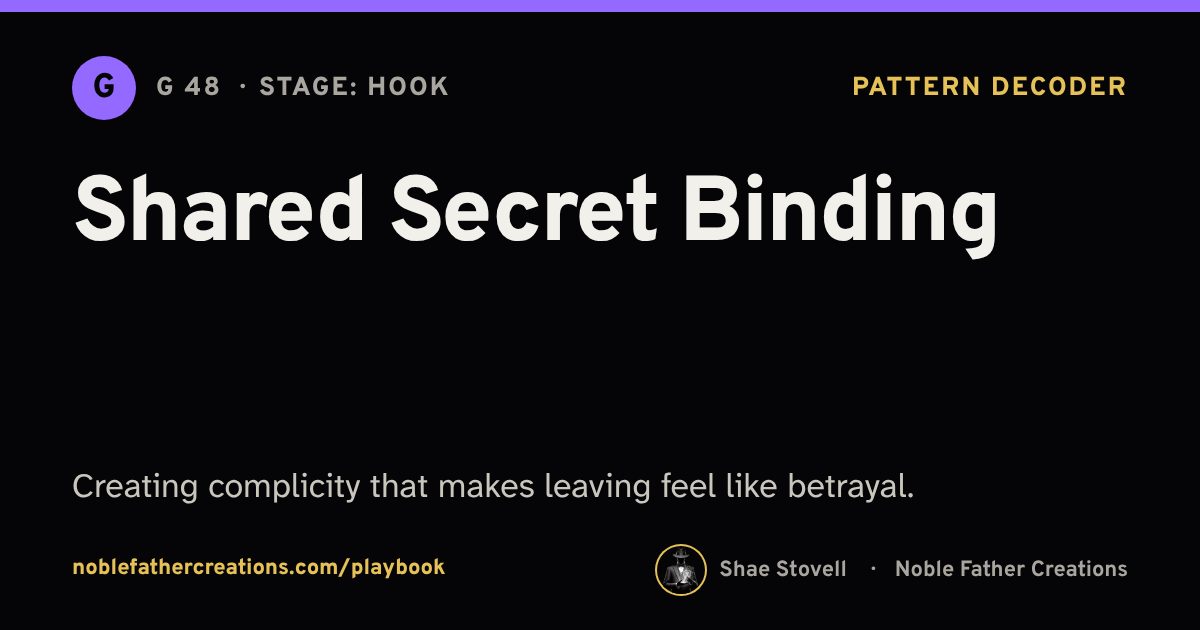 G
G 48 · STAGE: HOOK
PATTERN DECODER
Shared Secret Binding
Creating complicity that makes leaving feel like betrayal.
noblefathercreations.com/playbook
Shae Stovell · Noble Father Creations